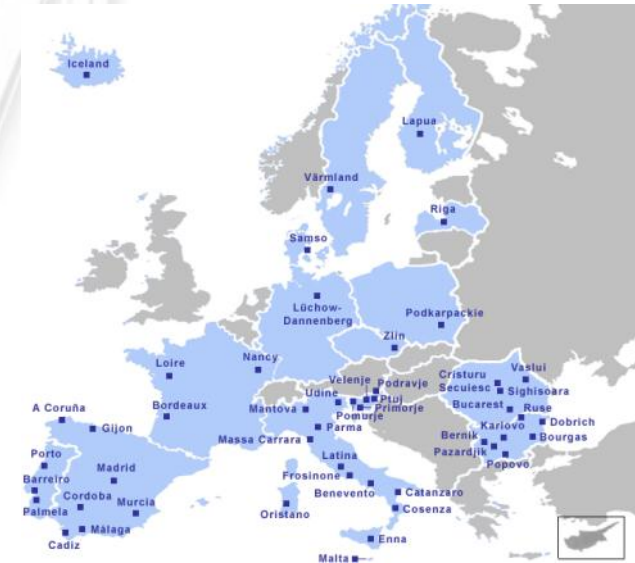 Iceland
Lapua
Värmland
Riga
Samso
Lüchow-
Dannenberg
Podkarpackie
Zlin
Loire
Nancy
Velenje
Podravje
Cristuru
Secuiesc
Vaslui
Sighisoara
Udine
Ptuj
Bordeaux
Mantova
Primorje
Pomurje
Bucarest
Ruse
A Coruña
Gijon
Parma
Karlovo
Dobrich
Massa Carrara
Bernik
Bourgas
Porto
Latina
Pazardjik
Popovo
Madrid
Frosinone
Barreiro
Benevento
Catanzaro
Cordoba
Murcia
Palmela
Oristano
Cosenza
Málaga
Cadiz
Enna
Malta